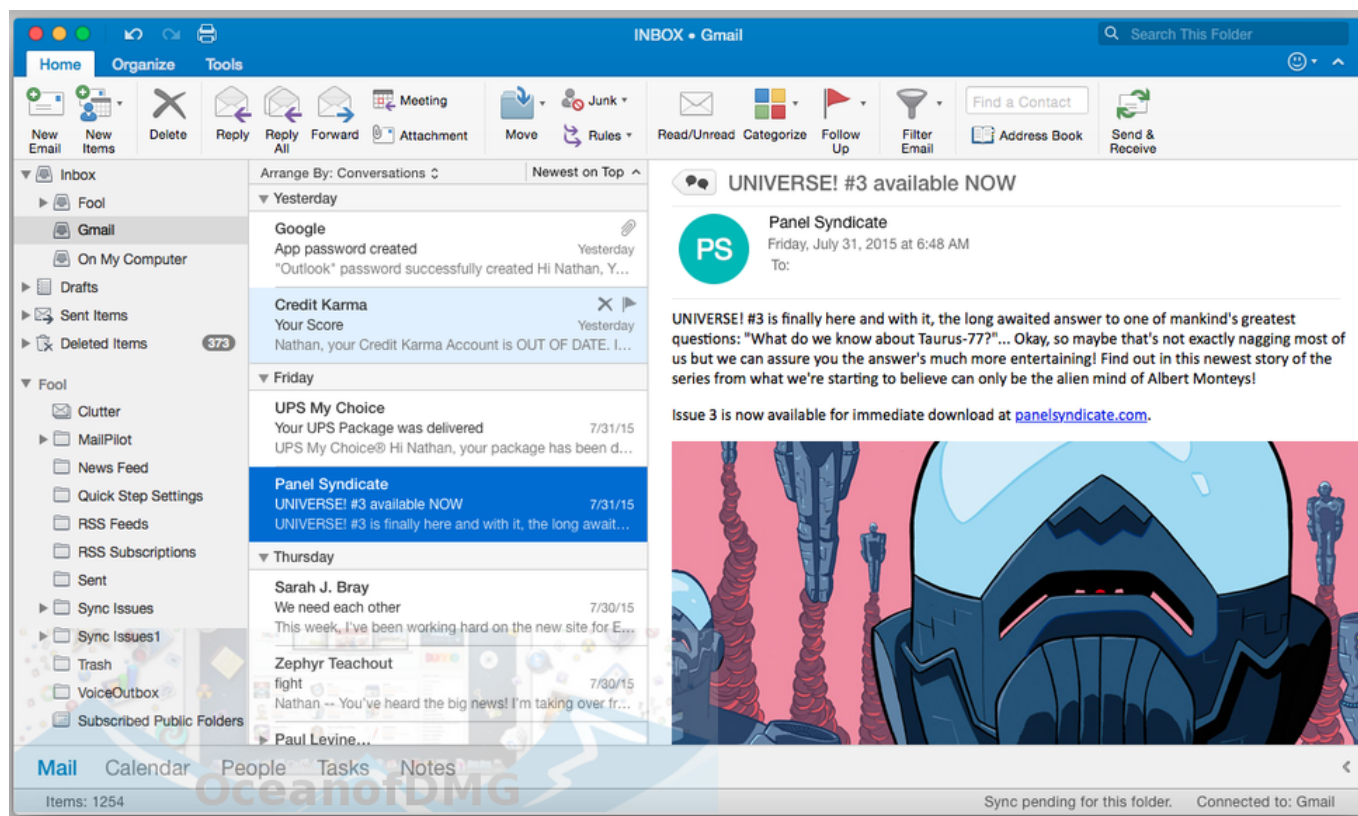 INBOX • Gmail
Search This Folder
Home Organize Tools
New Email
New Items
Delete
Reply
Reply All
Forward
Meeting
Attachment
Move
Junk
Rules
Read/Unread
Categorize
Follow Up
Filter Email
Find a Contact
Address Book
Send & Receive
Inbox
Fool
Gmail
On My Computer
Drafts
Sent Items
Deleted Items 373
Fool
Clutter
MailPilot
News Feed
Quick Step Settings
RSS Feeds
RSS Subscriptions
Sent
Sync Issues
Sync Issues1
Trash
VoiceOutbox
Subscribed Public Folders
Arrange By: Conversations Newest on Top
Yesterday
Google
App password created Yesterday
"Outlook" password successfully created Hi Nathan, Y...
Credit Karma
Your Score Yesterday
Nathan, your Credit Karma Account is OUT OF DATE. I...
Friday
UPS My Choice
Your UPS Package was delivered 7/31/15
UPS My Choice® Hi Nathan, your package has been d...
Panel Syndicate
UNIVERSE! #3 available NOW 7/31/15
UNIVERSE! #3 is finally here and with it, the long await...
Thursday
Sarah J. Bray
We need each other 7/30/15
This week, I've been working hard on the new site for E...
Zephyr Teachout
fight 7/30/15
Nathan -- You've heard the big news! I'm taking over fr...
Paul Levine...
UNIVERSE! #3 available NOW
PS
Panel Syndicate
Friday, July 31, 2015 at 6:48 AM
To:
UNIVERSE! #3 is finally here and with it, the long awaited answer to one of mankind's greatest
questions: "What do we know about Taurus-77?"... Okay, so maybe that's not exactly nagging most of
us but we can assure you the answer's much more entertaining! Find out in this newest story of the
series from what we're starting to believe can only be the alien mind of Albert Monteys!
Issue 3 is now available for immediate download at panelsyndicate.com.
Mail Calendar People Tasks Notes
OceanofDMG
Items: 1254
Sync pending for this folder. Connected to: Gmail